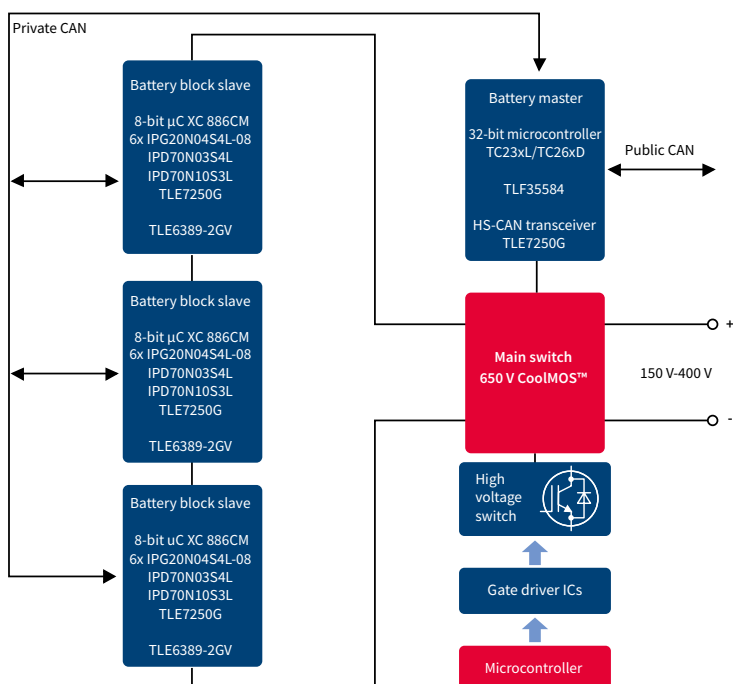 Private CAN
Battery block slave
8-bit µC XC 886CM
6x IPG20N04S4L-08
IPD70N03S4L
IPD70N10S3L
TLE7250G
TLE6389-2GV
Battery block slave
8-bit µC XC 886CM
6x IPG20N04S4L-08
IPD70N03S4L
IPD70N10S3L
TLE7250G
TLE6389-2GV
Battery block slave
8-bit uC XC 886CM
6x IPG20N04S4L-08
IPD70N03S4L
IPD70N10S3L
TLE7250G
TLE6389-2GV
Battery master
32-bit microcontroller
TC23xL/TC26xD
TLF35584
HS-CAN transceiver
TLE7250G
Public CAN
Main switch
650 V CoolMOS™
+
150 V-400 V
-
High
voltage
switch
Gate driver ICs
Microcontroller